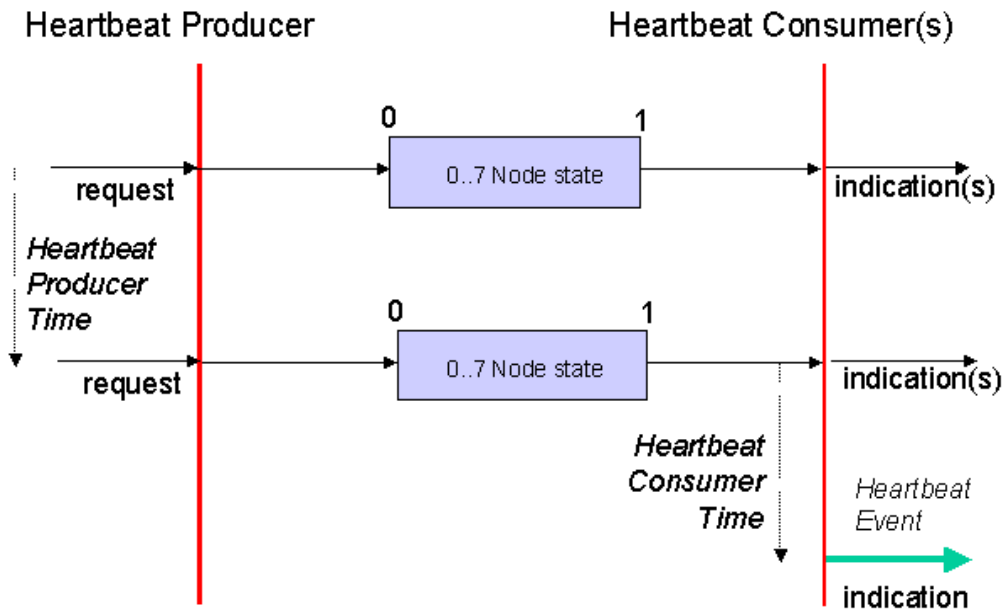 Heartbeat Producer
Heartbeat Consumer(s)
0
1
0..7 Node state
request
indication(s)
Heartbeat
Producer
Time
0
1
0..7 Node state
request
indication(s)
Heartbeat
Consumer
Time
Heartbeat
Event
indication